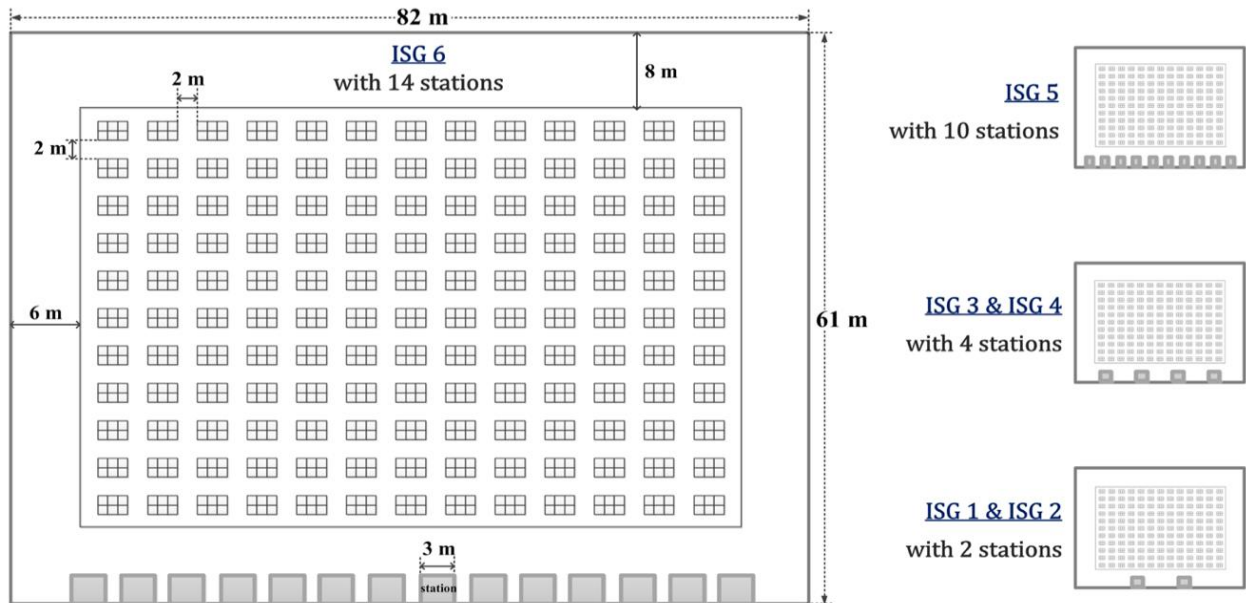 82 m
ISG 6
with 14 stations
8 m
2 m
2 m
6 m
61 m
3 m
station
ISG 5
with 10 stations
ISG 3 & ISG 4
with 4 stations
ISG 1 & ISG 2
with 2 stations